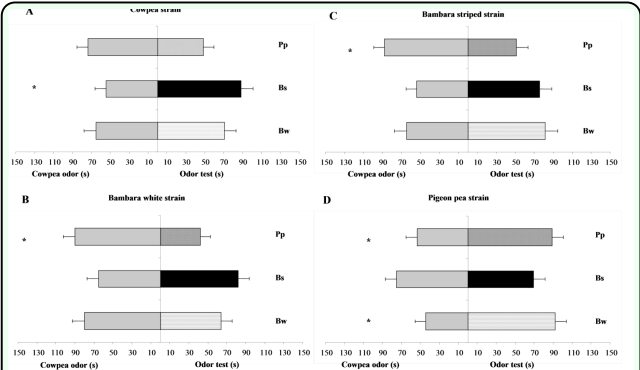 A
Cowpea strain
Pp
*
Bs
Bw
150 130 110 90 70 50 30 10 10 30 50 70 90 110 130 150
Cowpea odor (s) Odor test (s)
C
Bambara striped strain
Pp
*
Bs
Bw
150 130 110 90 70 50 30 10 10 30 50 70 90 110 130 150
Cowpea odor (s) Odor test (s)
B
Bambara white strain
Pp
*
Bs
Bw
150 130 110 90 70 50 30 10 10 30 50 70 90 110 130 150
Cowpea odor (s) Odor test (s)
D
Pigeon pea strain
Pp
*
Bs
Bw
*
150 130 110 90 70 50 30 10 10 30 50 70 90 110 130 150
Cowpea odor (s) Odor test (s)